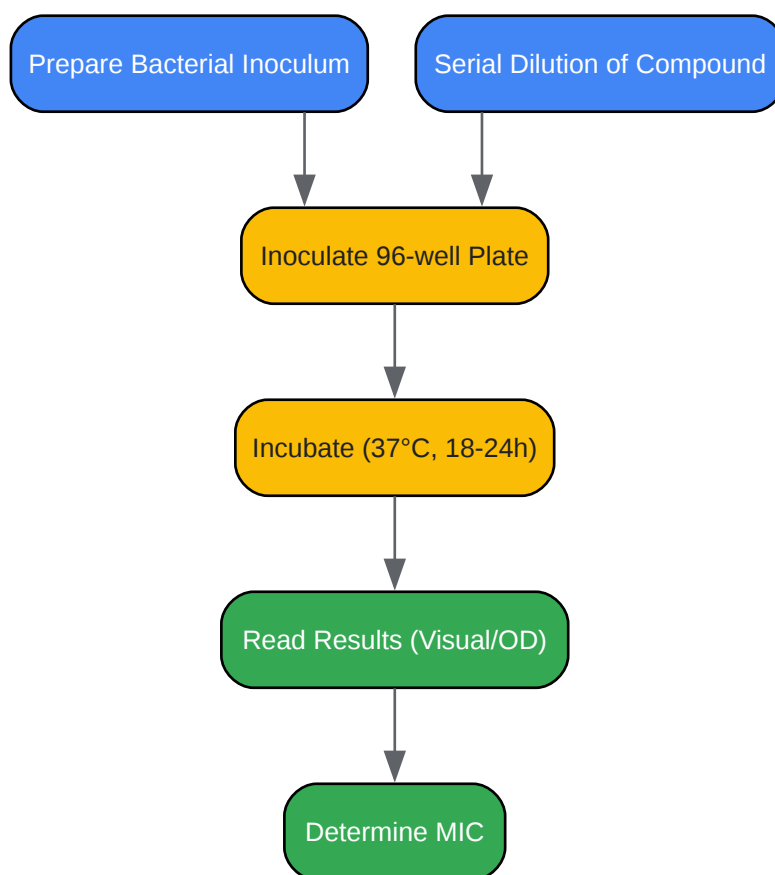 Prepare Bacterial Inoculum
Serial Dilution of Compound
Inoculate 96-well Plate
Incubate (37°C, 18-24h)
Read Results (Visual/OD)
Determine MIC